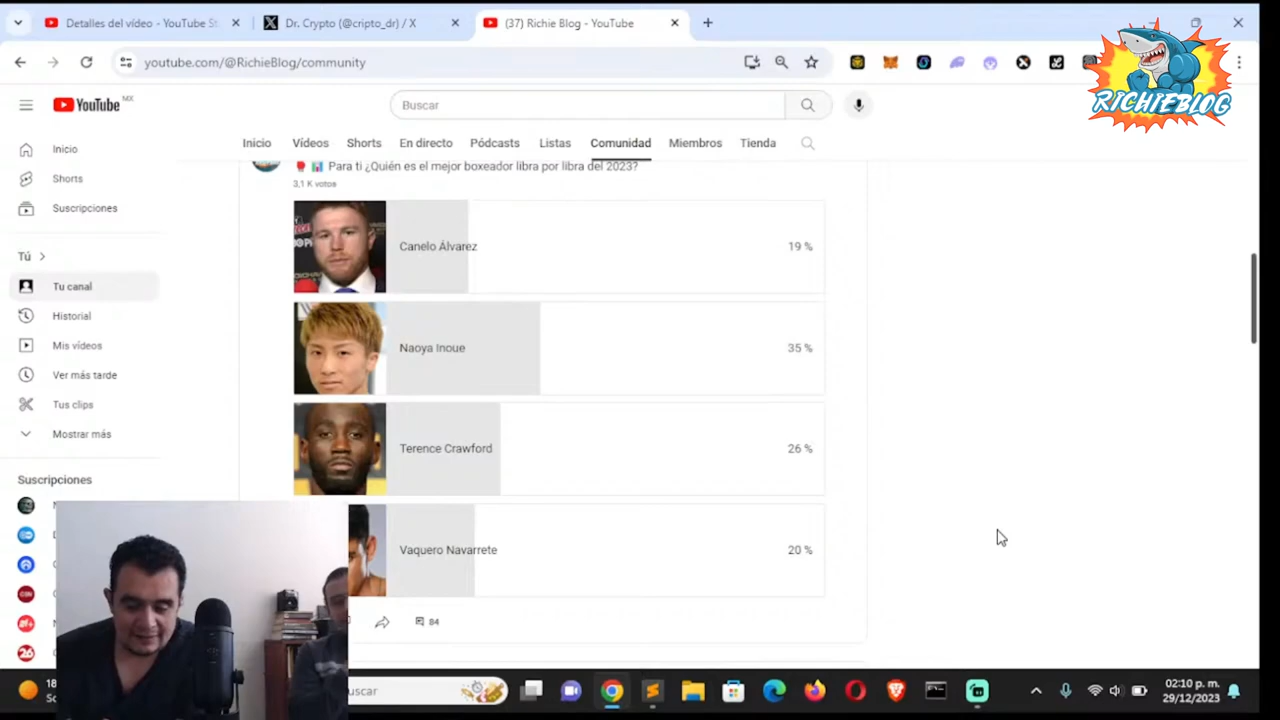 Detalles del vídeo - YouTube St
Dr. Crypto (@cripto_dr) / X
(37) Richie Blog - YouTube
youtube.com/@RichieBlog/community
RICHIEBLOG
YouTube MX
Buscar
Inicio
Vídeos
Shorts
En directo
Pódcasts
Listas
Comunidad
Miembros
Tienda
Inicio
Shorts
Suscripciones
Tú
Tu canal
Historial
Mis vídeos
Ver más tarde
Tus clips
Mostrar más
Suscripciones
Para ti ¿Quién es el mejor boxeador libra por libra del 2023?
3,1 K votos
Canelo Álvarez 19 %
Naoya Inoue 35 %
Terence Crawford 26 %
Vaquero Navarrete 20 %
84
18
So
uscar
02:10 p. m.
29/12/2023